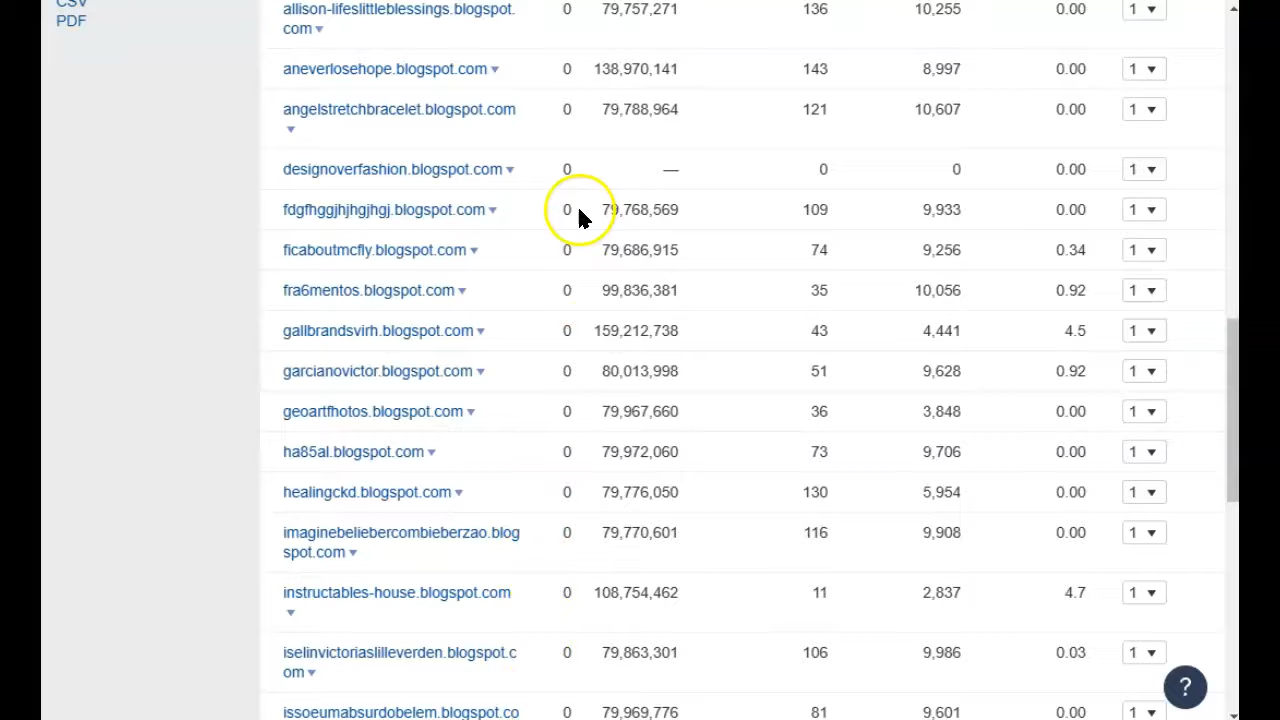 CSV
PDF
allison-lifeslittleblessings.blogspot. 0 79,757,271 136 10,255 0.00 1
com
aneverlosehope.blogspot.com 0 138,970,141 143 8,997 0.00 1
angelstretchbracelet.blogspot.com 0 79,788,964 121 10,607 0.00 1
designoverfashion.blogspot.com 0 — 0 0 0.00 1
fdgfhggjhjhgjhgj.blogspot.com 0 79,768,569 109 9,933 0.00 1
ficaboutmcfly.blogspot.com 0 79,686,915 74 9,256 0.34 1
fra6mentos.blogspot.com 0 99,836,381 35 10,056 0.92 1
gallbrandsvirh.blogspot.com 0 159,212,738 43 4,441 4.5 1
garcianovictor.blogspot.com 0 80,013,998 51 9,628 0.92 1
geoartfhotos.blogspot.com 0 79,967,660 36 3,848 0.00 1
ha85al.blogspot.com 0 79,972,060 73 9,706 0.00 1
healingckd.blogspot.com 0 79,776,050 130 5,954 0.00 1
imaginebeliebercombieberzao.blog 0 79,770,601 116 9,908 0.00 1
spot.com
instructables-house.blogspot.com 0 108,754,462 11 2,837 4.7 1
iselinvictoriaslilleverden.blogspot.c 0 79,863,301 106 9,986 0.03 1
om
issoeumabsurdobelem.blogspot.co 0 79,969,776 81 9,601 0.00 1
?